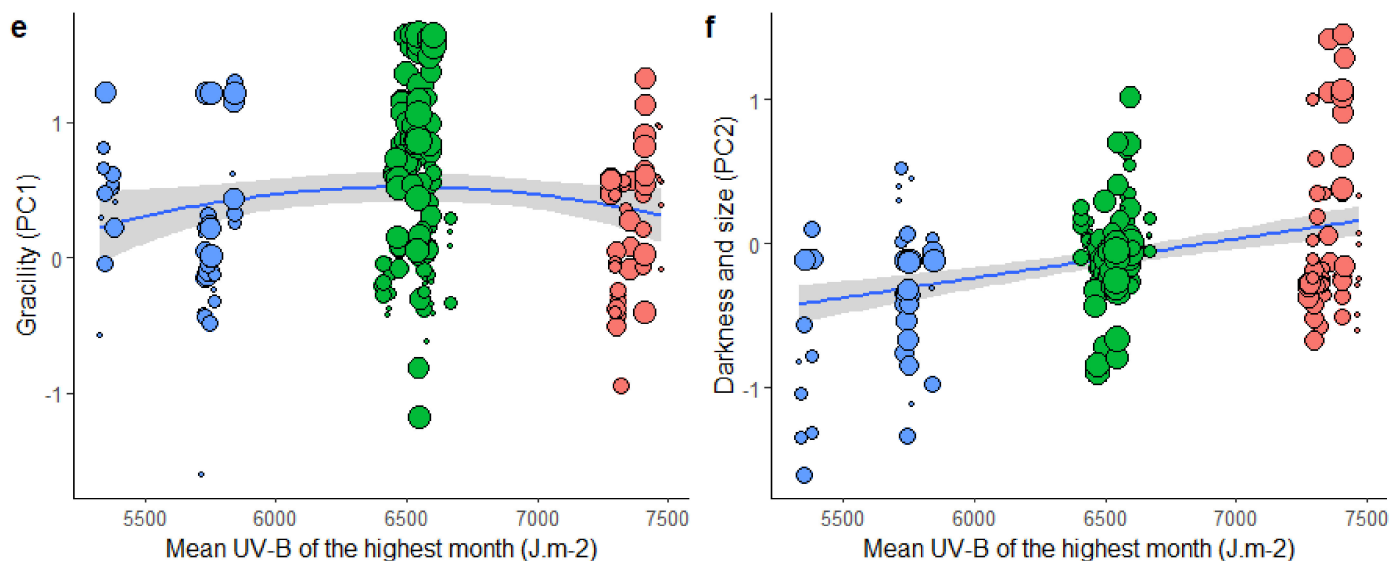 e
Gracility (PC1)
1
0
-1
5500 6000 6500 7000 7500
Mean UV-B of the highest month (J.m-2)
f
Darkness and size (PC2)
1
0
-1
5500 6000 6500 7000 7500
Mean UV-B of the highest month (J.m-2)